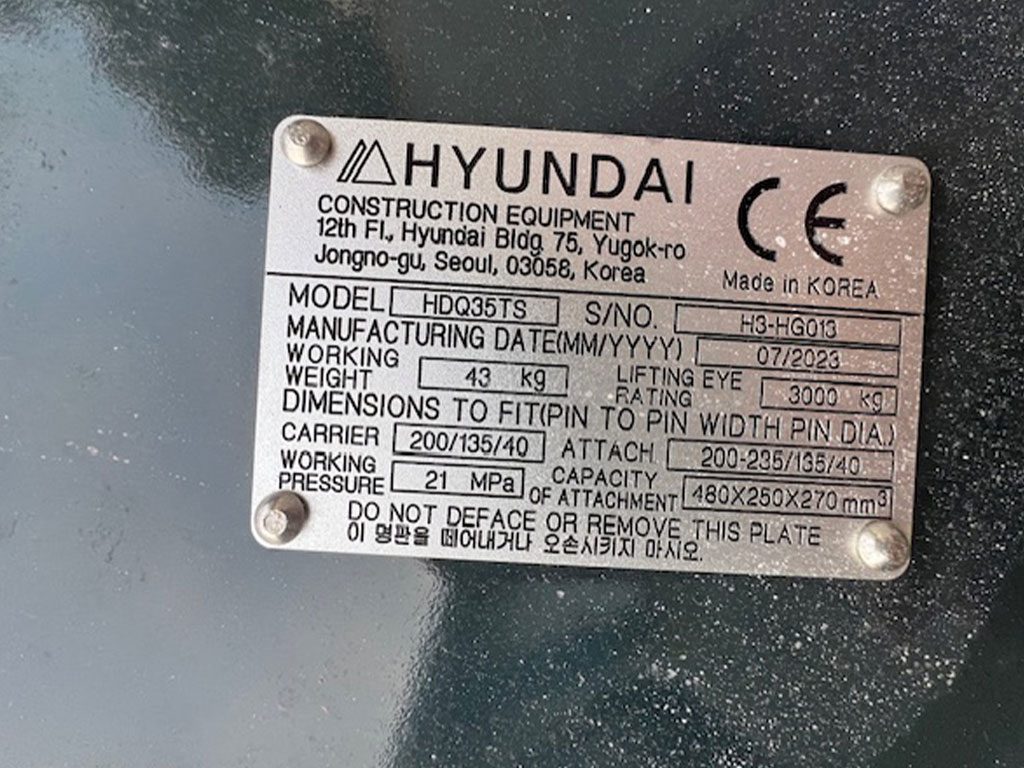 HYUNDAI
CONSTRUCTION EQUIPMENT
12th Fl., Hyundai Bldg. 75, Yugok-ro
Jongno-gu, Seoul, 03058, Korea
CE
Made in KOREA
MODEL HDQ35TS S/NO. H3-HG013
MANUFACTURING DATE(MM/YYYY) 07/2023
WORKING WEIGHT 43 kg LIFTING EYE RATING 3000 kg
DIMENSIONS TO FIT(PIN TO PIN WIDTH PIN DIA.)
CARRIER 200/135/40 ATTACH 200-235/135/40
WORKING PRESSURE 21 MPa CAPACITY OF ATTACHMENT 480X250X270 mm³
DO NOT DEFACE OR REMOVE THIS PLATE
이 명판을 떼어내거나 오손시키지 마시오.